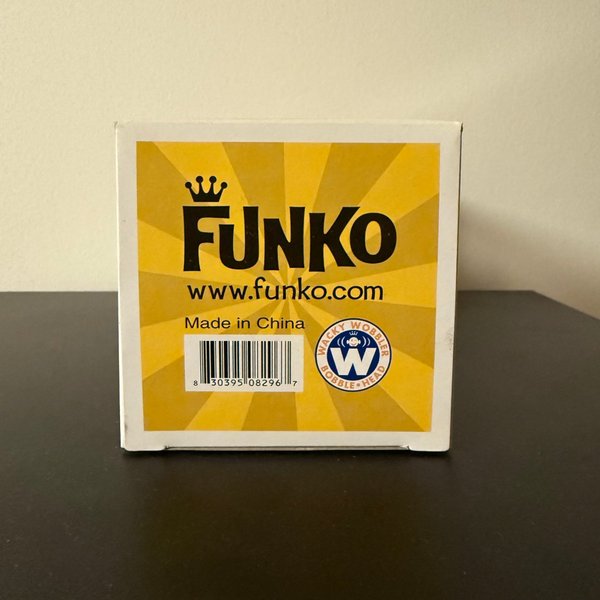 FUNKO
www.funko.com
Made in China
8 30395 08296 7
WACKY WOBBLER
W
BOBBLE•HEAD